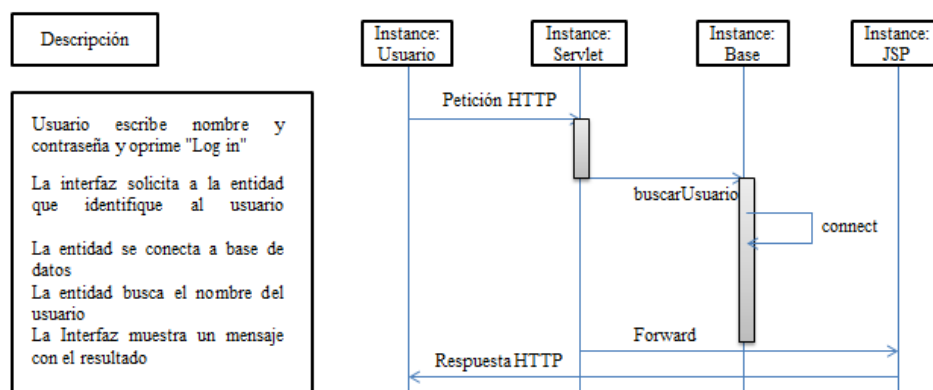 Descripción
Instance:
Usuario
Instance:
Servlet
Instance:
Base
Instance:
JSP
Usuario escribe nombre y
contraseña y oprime "Log in"
La interfaz solicita a la entidad
que identifique al usuario
La entidad se conecta a base de
datos
La entidad busca el nombre del
usuario
La Interfaz muestra un mensaje
con el resultado
Petición HTTP
buscarUsuario
connect
Forward
Respuesta HTTP